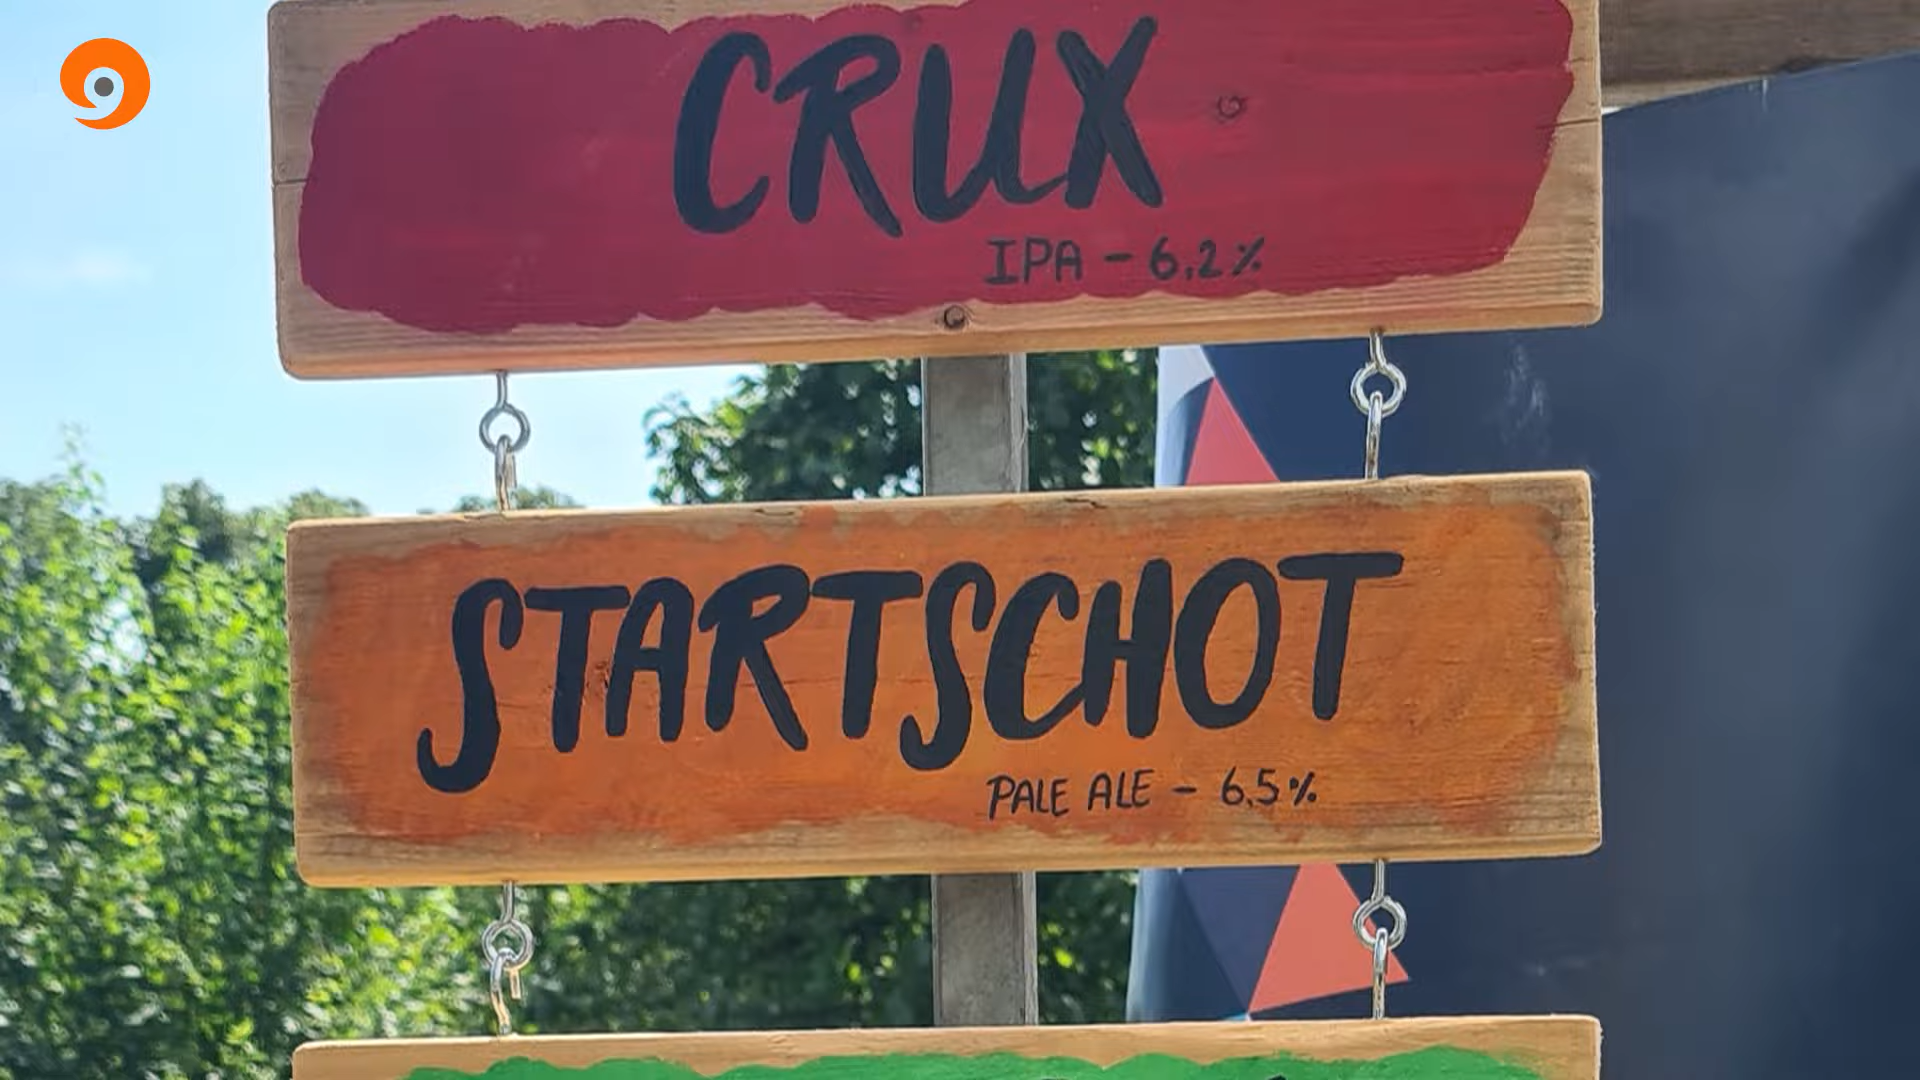 CRUX
IPA - 6,2%
STARTSCHOT
PALE ALE - 6,5%